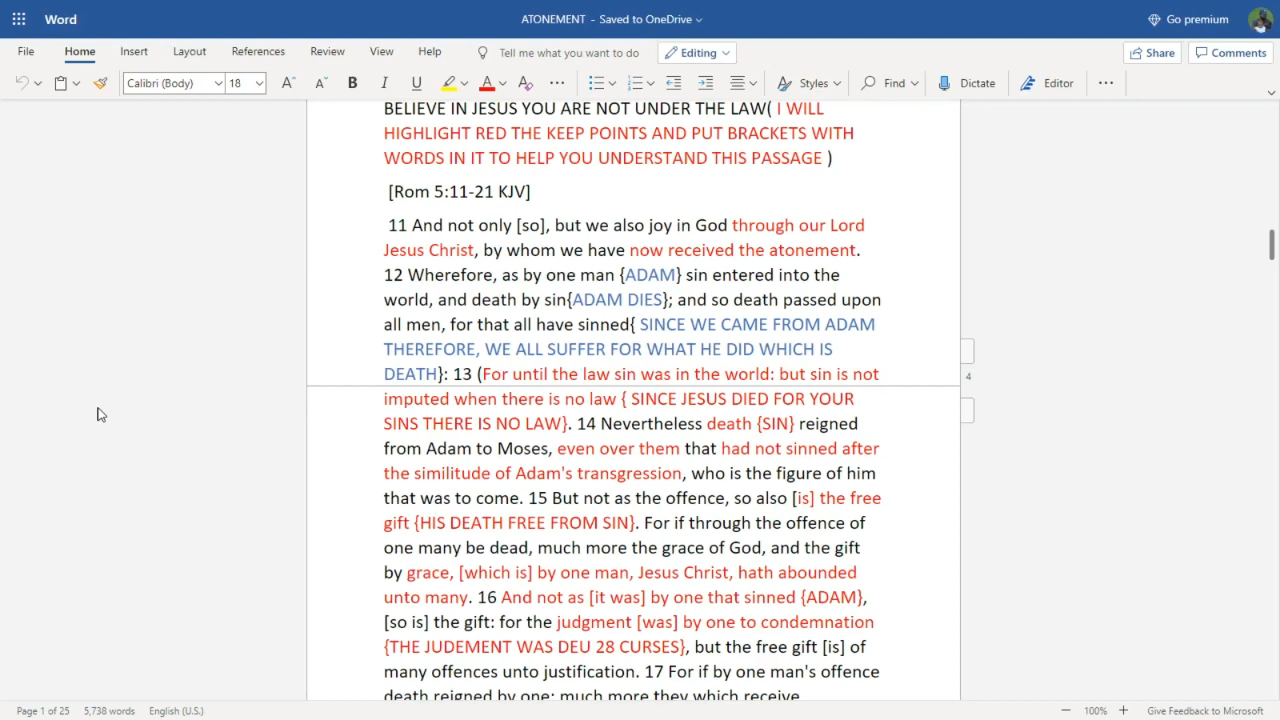 Word
ATONEMENT - Saved to OneDrive
Go premium
File Home Insert Layout References Review View Help Tell me what you want to do Editing Share Comments
Calibri (Body) 18 A A B I U A A ... Styles Find Dictate Editor ...
BELIEVE IN JESUS YOU ARE NOT UNDER THE LAW( I WILL
HIGHLIGHT RED THE KEEP POINTS AND PUT BRACKETS WITH
WORDS IN IT TO HELP YOU UNDERSTAND THIS PASSAGE )
[Rom 5:11-21 KJV]
11 And not only [so], but we also joy in God through our Lord
Jesus Christ, by whom we have now received the atonement.
12 Wherefore, as by one man {ADAM} sin entered into the
world, and death by sin{ADAM DIES}; and so death passed upon
all men, for that all have sinned{ SINCE WE CAME FROM ADAM
THEREFORE, WE ALL SUFFER FOR WHAT HE DID WHICH IS
DEATH}: 13 (For until the law sin was in the world: but sin is not
4
imputed when there is no law { SINCE JESUS DIED FOR YOUR
SINS THERE IS NO LAW}. 14 Nevertheless death {SIN} reigned
from Adam to Moses, even over them that had not sinned after
the similitude of Adam's transgression, who is the figure of him
that was to come. 15 But not as the offence, so also [is] the free
gift {HIS DEATH FREE FROM SIN}. For if through the offence of
one many be dead, much more the grace of God, and the gift
by grace, [which is] by one man, Jesus Christ, hath abounded
unto many. 16 And not as [it was] by one that sinned {ADAM},
[so is] the gift: for the judgment [was] by one to condemnation
{THE JUDEMENT WAS DEU 28 CURSES}, but the free gift [is] of
many offences unto justification. 17 For if by one man's offence
death reigned by one; much more they which receive
Page 1 of 25 5,738 words English (U.S.) 100% Give Feedback to Microsoft